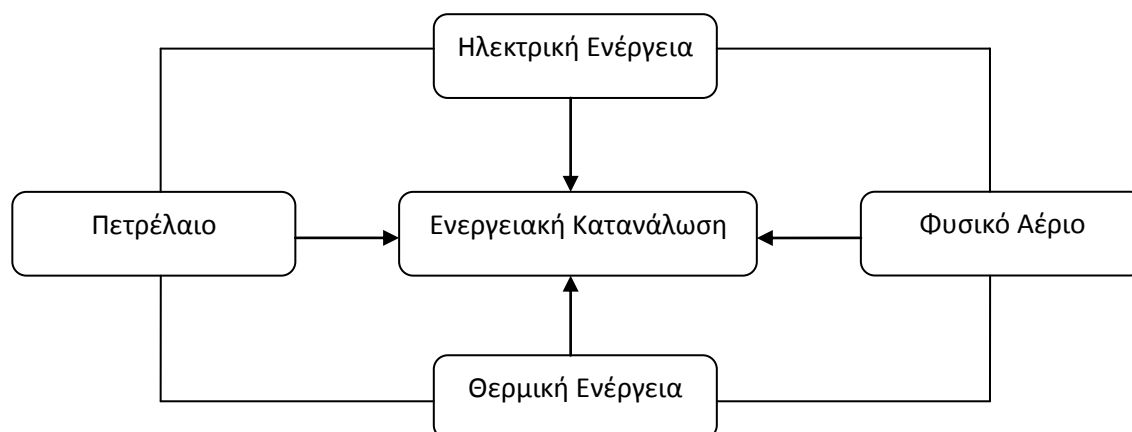 Ηλεκτρική Ενέργεια
Πετρέλαιο
Ενεργειακή Κατανάλωση
Φυσικό Αέριο
Θερμική Ενέργεια